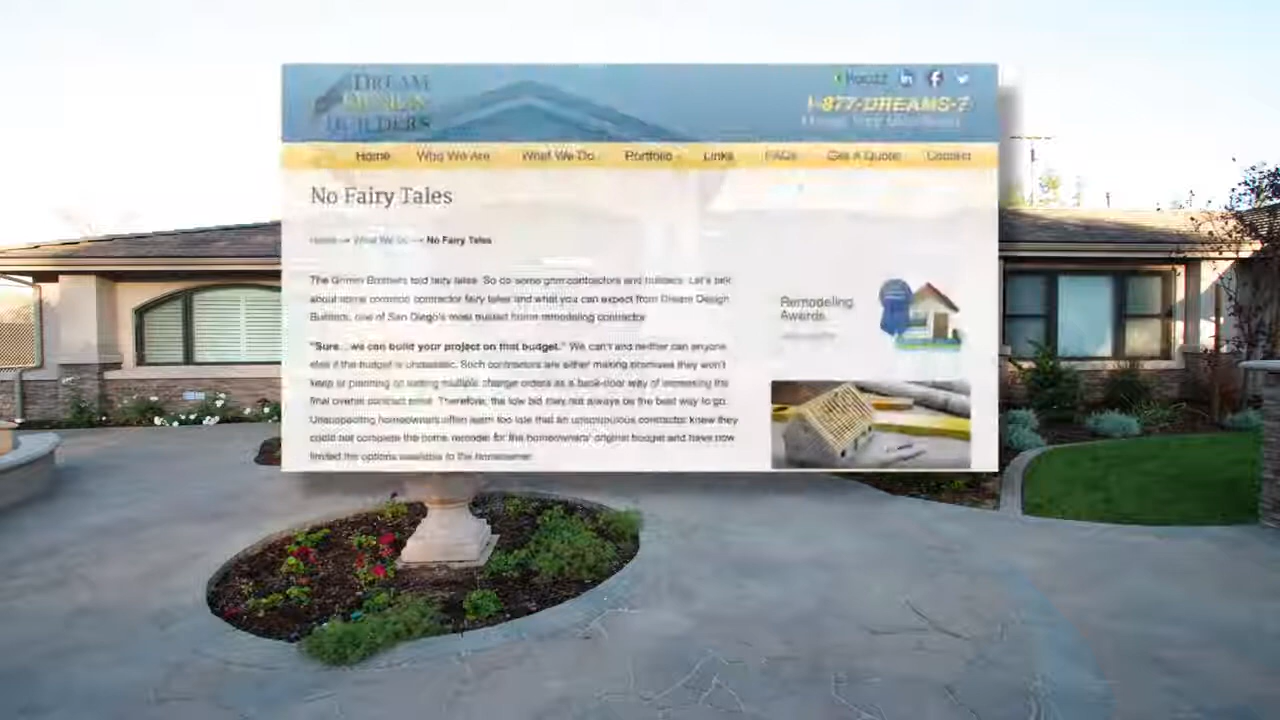 DREAM
DESIGN
BUILDERS
houzz
1-877-DREAMS-7
Home
Who We Are
What We Do
Portfolio
Links
FAQs
Get A Quote
Contact
No Fairy Tales
Home What We Do No Fairy Tales
The Grimm Brothers told fairy tales. So do some grim contractors and builders. Let's talk
about some common contractor fairy tales and what you can expect from Dream Design
Builders, one of San Diego's most trusted home remodeling contractor.
"Sure...we can build your project on that budget." We can't and neither can anyone
else if the budget is unrealistic. Such contractors are either making promises they won't
keep or planning on using multiple change orders as a back-door way of increasing the
final overall contract price. Therefore, the low bid may not always be the best way to go.
Unsuspecting homeowners often learn too late that an unscrupulous contractor knew they
could not complete the home remodel for the homeowners' original budget and have now
limited the options available to the homeowner.
Remodeling
Awards